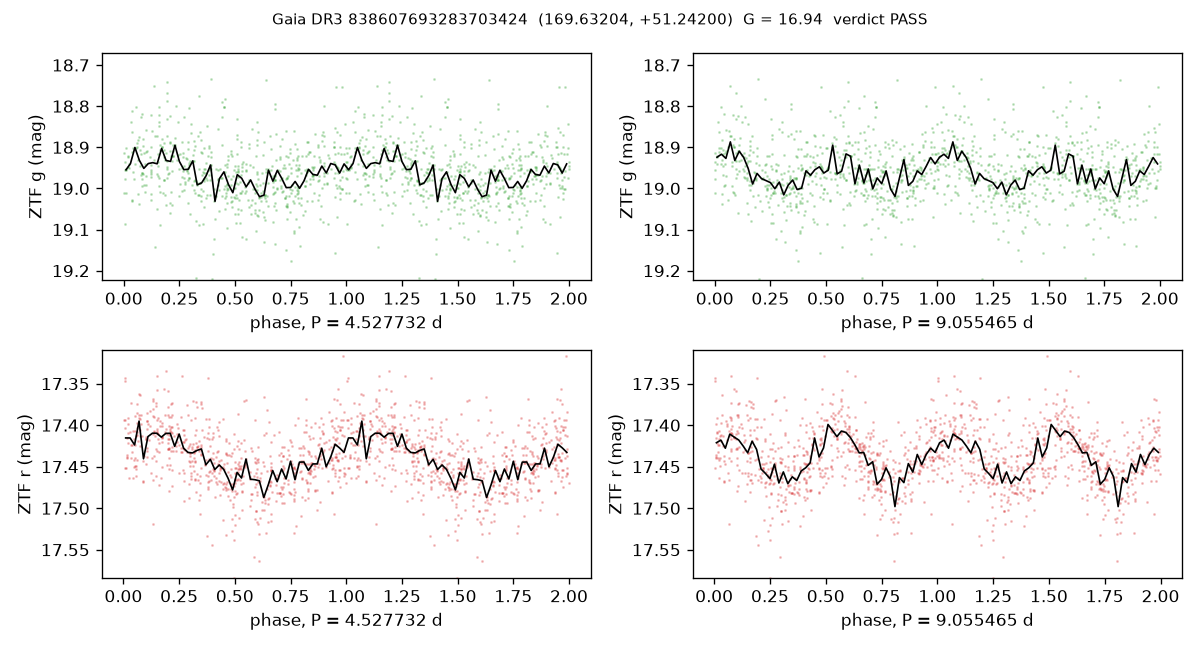 Gaia DR3 838607693283703424 (169.63204, +51.24200) G = 16.94 verdict PASS
ZTF g (mag)
18.7
18.8
18.9
19.0
19.1
19.2
0.00 0.25 0.50 0.75 1.00 1.25 1.50 1.75 2.00
phase, P = 4.527732 d
ZTF g (mag)
18.7
18.8
18.9
19.0
19.1
19.2
0.00 0.25 0.50 0.75 1.00 1.25 1.50 1.75 2.00
phase, P = 9.055465 d
ZTF r (mag)
17.35
17.40
17.45
17.50
17.55
0.00 0.25 0.50 0.75 1.00 1.25 1.50 1.75 2.00
phase, P = 4.527732 d
ZTF r (mag)
17.35
17.40
17.45
17.50
17.55
0.00 0.25 0.50 0.75 1.00 1.25 1.50 1.75 2.00
phase, P = 9.055465 d